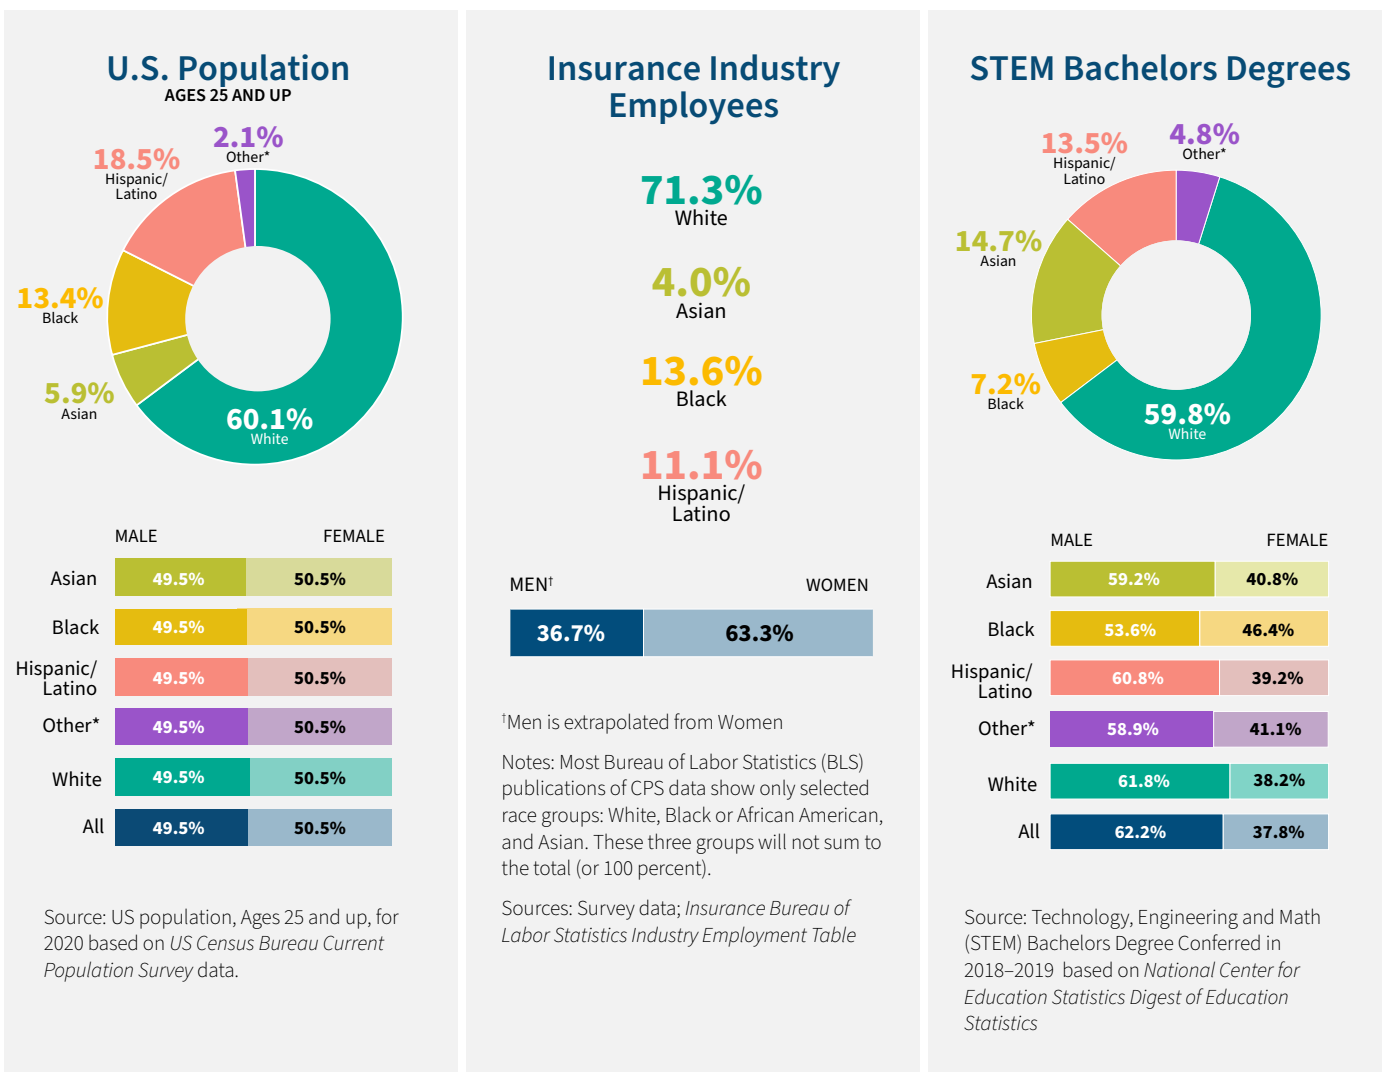 U.S. Population
AGES 25 AND UP
2.1%
Other*
18.5%
Hispanic/
Latino
13.4%
Black
5.9%
Asian
60.1%
White
MALE FEMALE
Asian 49.5% 50.5%
Black 49.5% 50.5%
Hispanic/
Latino 49.5% 50.5%
Other* 49.5% 50.5%
White 49.5% 50.5%
All 49.5% 50.5%
Source: US population, Ages 25 and up, for
2020 based on US Census Bureau Current
Population Survey data.
Insurance Industry
Employees
71.3%
White
4.0%
Asian
13.6%
Black
11.1%
Hispanic/
Latino
MEN† WOMEN
36.7% 63.3%
†Men is extrapolated from Women
Notes: Most Bureau of Labor Statistics (BLS)
publications of CPS data show only selected
race groups: White, Black or African American,
and Asian. These three groups will not sum to
the total (or 100 percent).
Sources: Survey data; Insurance Bureau of
Labor Statistics Industry Employment Table
STEM Bachelors Degrees
4.8%
Other*
13.5%
Hispanic/
Latino
14.7%
Asian
7.2%
Black
59.8%
White
MALE FEMALE
Asian 59.2% 40.8%
Black 53.6% 46.4%
Hispanic/
Latino 60.8% 39.2%
Other* 58.9% 41.1%
White 61.8% 38.2%
All 62.2% 37.8%
Source: Technology, Engineering and Math
(STEM) Bachelors Degree Conferred in
2018–2019 based on National Center for
Education Statistics Digest of Education
Statistics